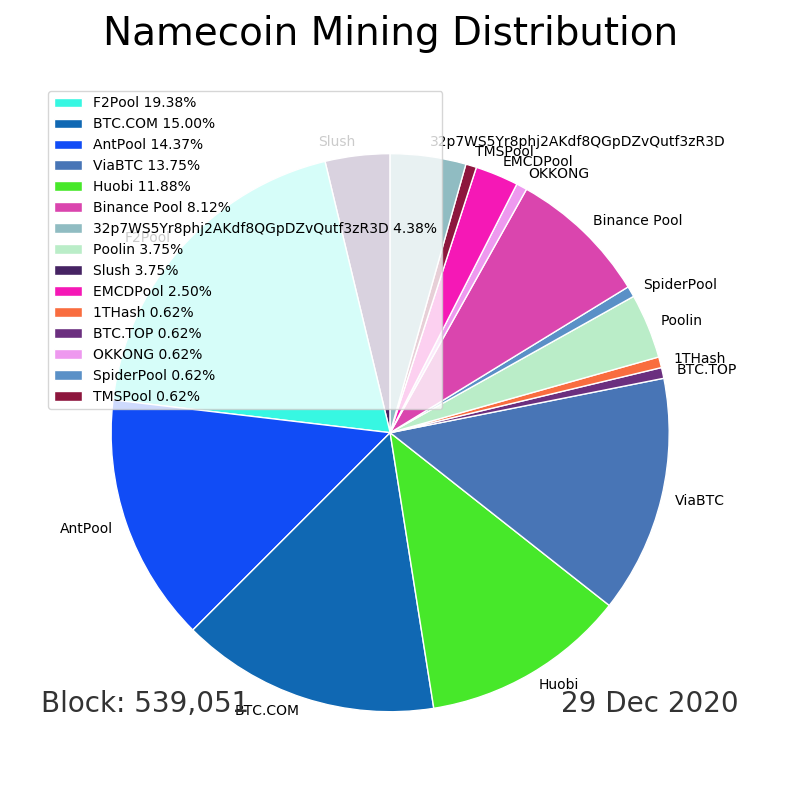 Namecoin Mining Distribution
F2Pool 19.38%
BTC.COM 15.00%
AntPool 14.37%
ViaBTC 13.75%
Huobi 11.88%
Binance Pool 8.12%
32p7WS5Yr8phj2AKdf8QGpDZvQutf3zR3D 4.38%
Poolin 3.75%
Slush 3.75%
EMCDPool 2.50%
1THash 0.62%
BTC.TOP 0.62%
OKKONG 0.62%
SpiderPool 0.62%
TMSPool 0.62%
Slush
32p7WS5Yr8phj2AKdf8QGpDZvQutf3zR3D
TMSPool
EMCDPool
OKKONG
Binance Pool
F2Pool
SpiderPool
Poolin
1THash
BTC.TOP
ViaBTC
AntPool
Huobi
BTC.COM
Block: 539,051
29 Dec 2020